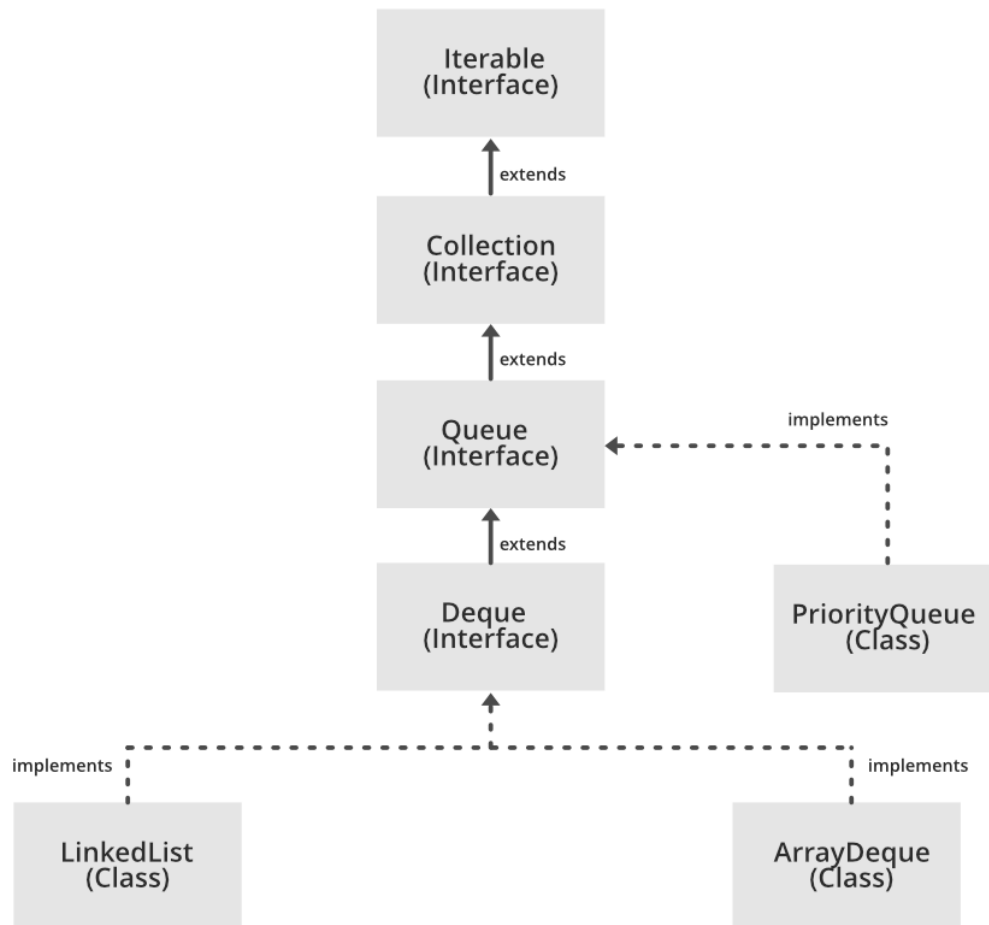 Iterable
(Interface)
extends
Collection
(Interface)
extends
Queue
(Interface)
implements
extends
Deque
(Interface)
PriorityQueue
(Class)
implements
implements
LinkedList
(Class)
ArrayDeque
(Class)